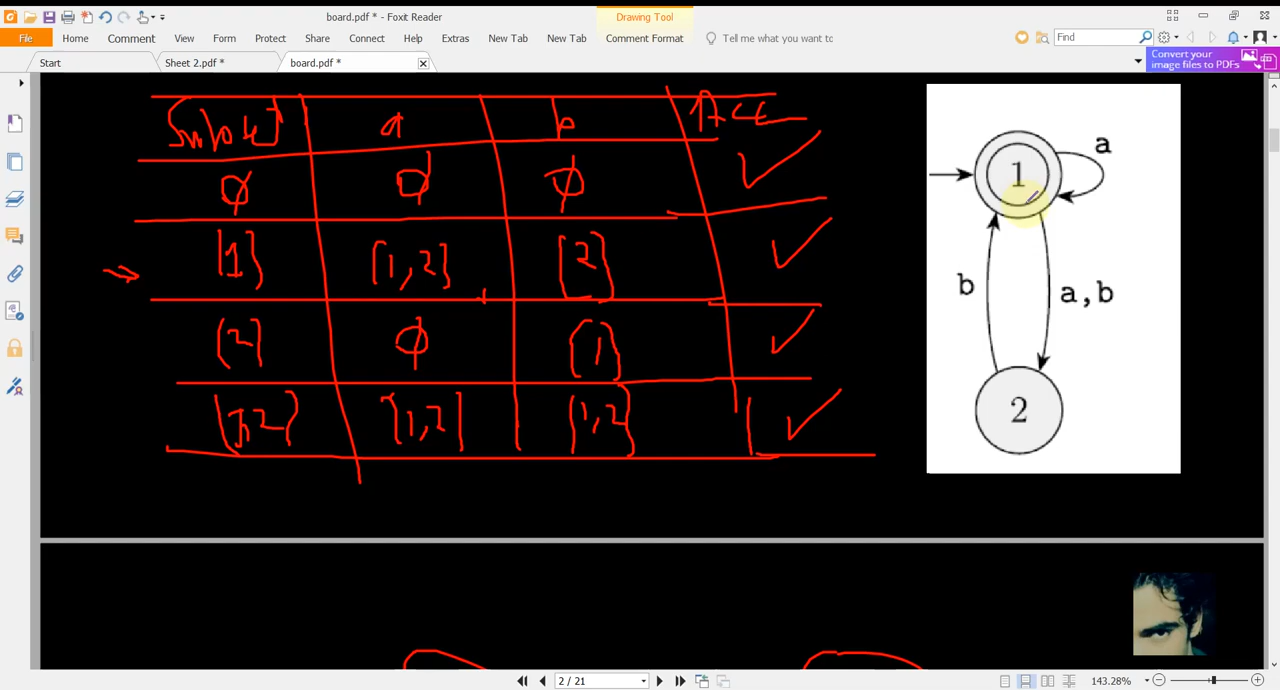 board.pdf * - Foxit Reader
Drawing Tool
File Home Comment View Form Protect Share Connect Help Extras New Tab New Tab Comment Format Tell me what you want to Find
Start Sheet 2.pdf * board.pdf *
Convert your
image files to PDFs
Subset a b Acc
∅ ∅ ∅ ✓
{1} {1,2} {2} ✓
{2} ∅ {1} ✓
{1,2} {1,2} {1,2} ✓
1 a
b a,b
2
2 / 21 143.28%